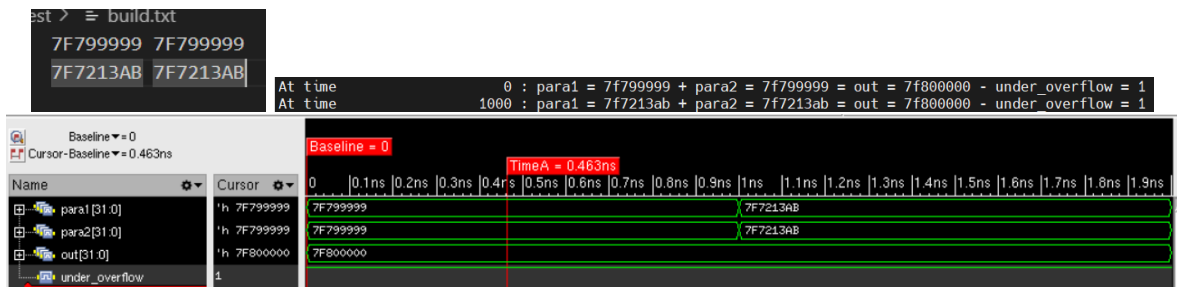 est > build.txt
7F799999 7F799999
7F7213AB 7F7213AB
At time 0 : para1 = 7f799999 + para2 = 7f799999 = out = 7f800000 - under_overflow = 1
At time 1000 : para1 = 7f7213ab + para2 = 7f7213ab = out = 7f800000 - under_overflow = 1
Baseline ▾ = 0
Cursor-Baseline ▾ = 0.463ns
Baseline = 0
TimeA = 0.463ns
Name Cursor 0 0.1ns 0.2ns 0.3ns 0.4ns 0.5ns 0.6ns 0.7ns 0.8ns 0.9ns 1ns 1.1ns 1.2ns 1.3ns 1.4ns 1.5ns 1.6ns 1.7ns 1.8ns 1.9ns
para1[31:0] 'h 7F799999 7F799999 7F7213AB
para2[31:0] 'h 7F799999 7F799999 7F7213AB
out[31:0] 'h 7F800000 7F800000
under_overflow 1